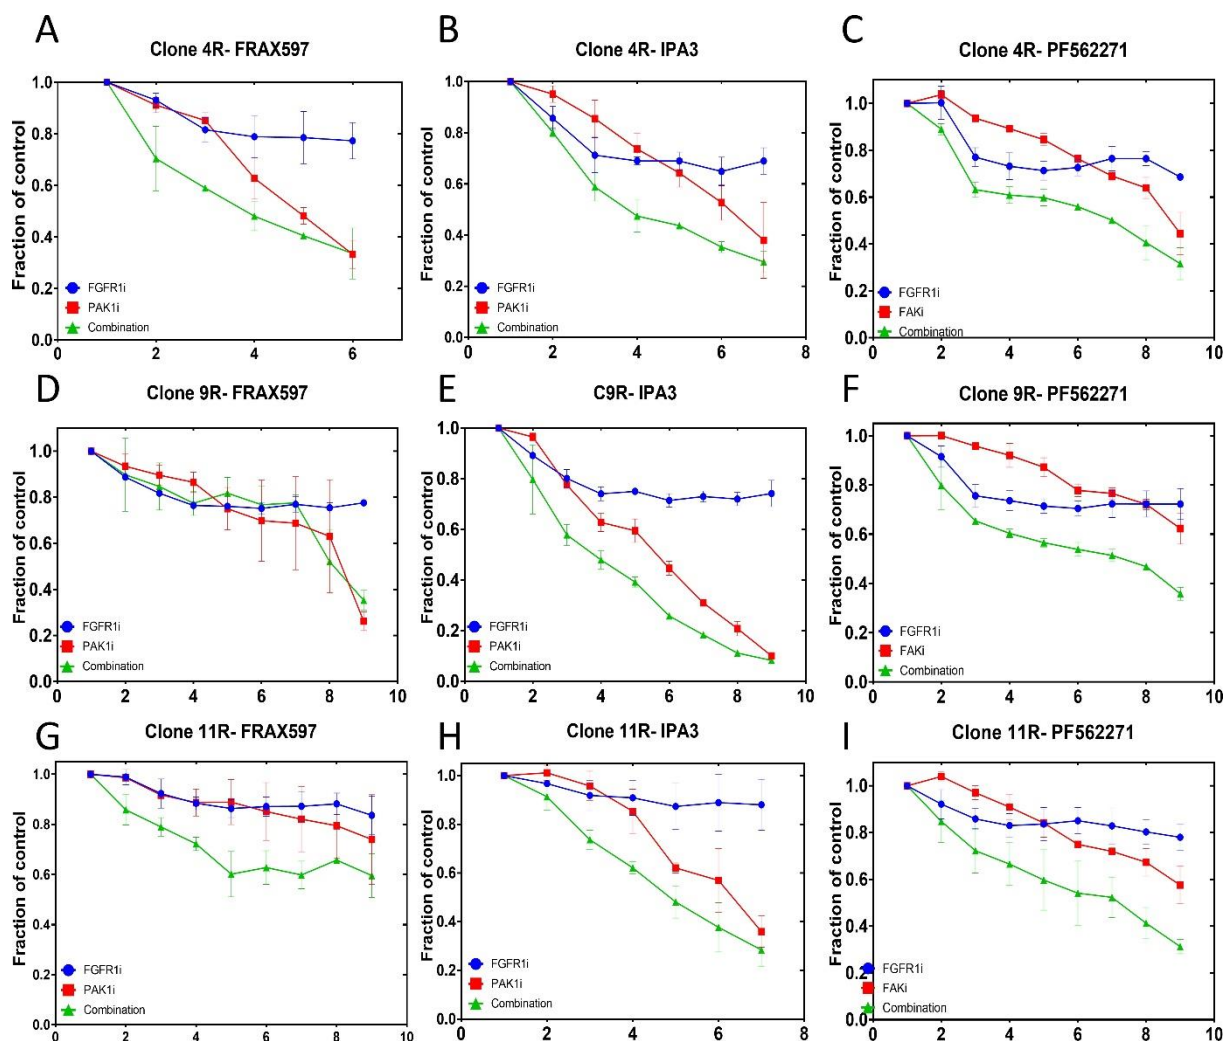 A
Clone 4R- FRAX597
Fraction of control
1.0
0.8
0.6
0.4
0.2
0.0
FGFR1i
PAK1i
Combination
0 2 4 6
B
Clone 4R- IPA3
Fraction of control
1.0
0.8
0.6
0.4
0.2
0.0
FGFR1i
PAK1i
Combination
0 2 4 6 8
C
Clone 4R- PF562271
Fraction of control
1.0
0.8
0.6
0.4
0.2
0.0
FGFR1i
FAKi
Combination
0 2 4 6 8 10
D
Clone 9R- FRAX597
Fraction of control
1.0
0.8
0.6
0.4
0.2
0.0
FGFR1i
PAK1i
Combination
0 2 4 6 8 10
E
C9R- IPA3
Fraction of control
1.0
0.8
0.6
0.4
0.2
0.0
FGFR1i
PAK1i
Combination
0 2 4 6 8 10
F
Clone 9R- PF562271
Fraction of control
1.0
0.8
0.6
0.4
0.2
0.0
FGFR1i
FAKi
Combination
0 2 4 6 8 10
G
Clone 11R- FRAX597
Fraction of control
1.0
0.8
0.6
0.4
0.2
0.0
FGFR1i
PAK1i
Combination
0 2 4 6 8 10
H
Clone 11R- IPA3
Fraction of control
1.0
0.8
0.6
0.4
0.2
0.0
FGFR1i
PAK1i
Combination
0 2 4 6 8
I
Clone 11R- PF562271
Fraction of control
1.0
0.8
0.6
0.4
0.2
0.0
FGFR1i
FAKi
Combination
0 2 4 6 8 10